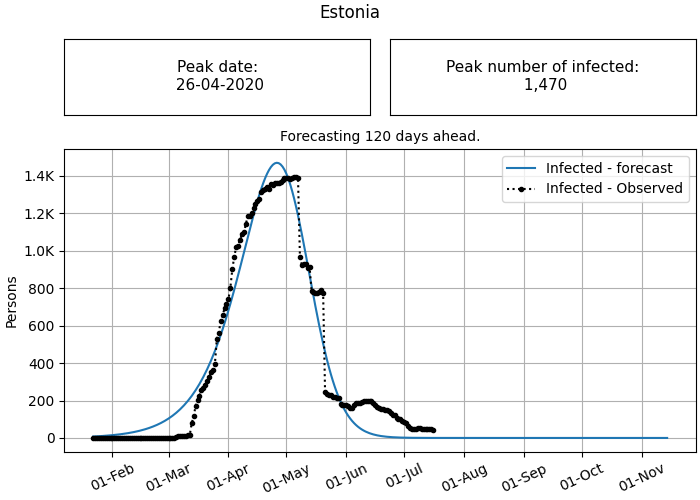 Estonia
Peak date:
26-04-2020
Peak number of infected:
1,470
Forecasting 120 days ahead.
Infected - forecast
Infected - Observed
Persons
1.4K
1.2K
1.0K
800
600
400
200
0
01-Feb
01-Mar
01-Apr
01-May
01-Jun
01-Jul
01-Aug
01-Sep
01-Oct
01-Nov